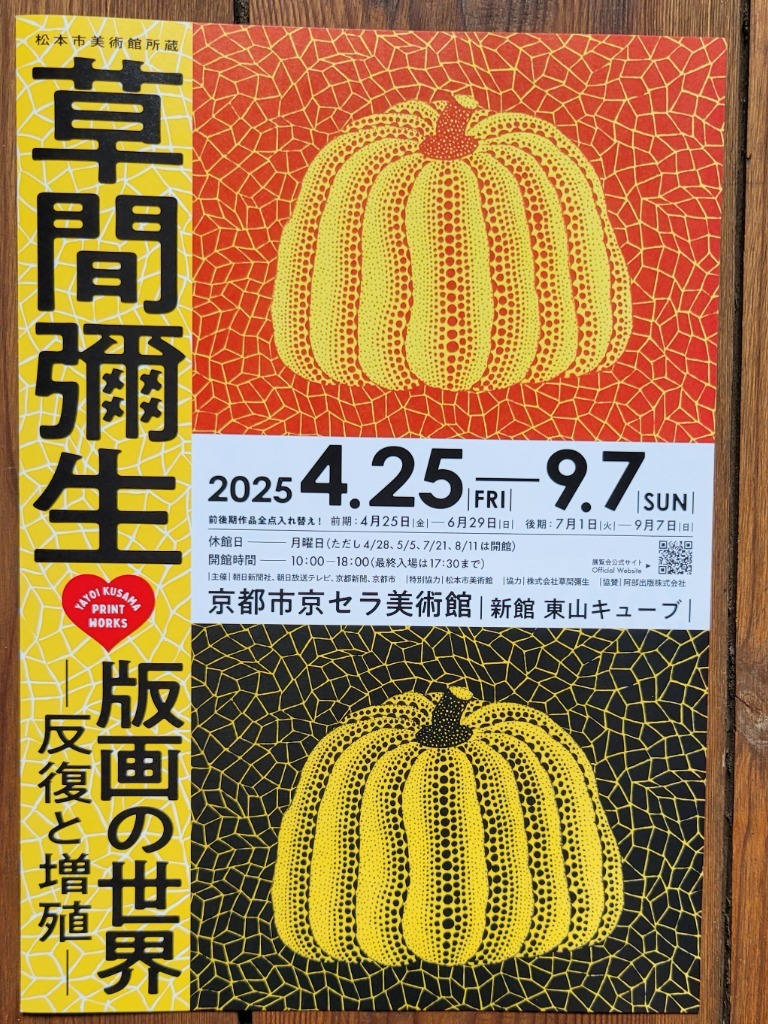 松本市美術館所蔵
草間彌生
YAYOI KUSAMA
PRINT
WORKS
版画の世界
―反復と増殖―
2025 4.25|FRI|―9.7|SUN|
前後期作品全点入れ替え! 前期:4月25日|金|―6月29日|日| 後期:7月1日|火|―9月7日|日|
休館日―月曜日(ただし4/28、5/5、7/21、8/11は開館)
開館時間―10:00-18:00(最終入場は17:30まで)
展覧会公式サイト
Official Website
|主催|朝日新聞社、朝日放送テレビ、京都新聞、京都市 |特別協力|松本市美術館 |協力|株式会社草間彌生 |協賛|阿部出版株式会社
京都市京セラ美術館|新館 東山キューブ|